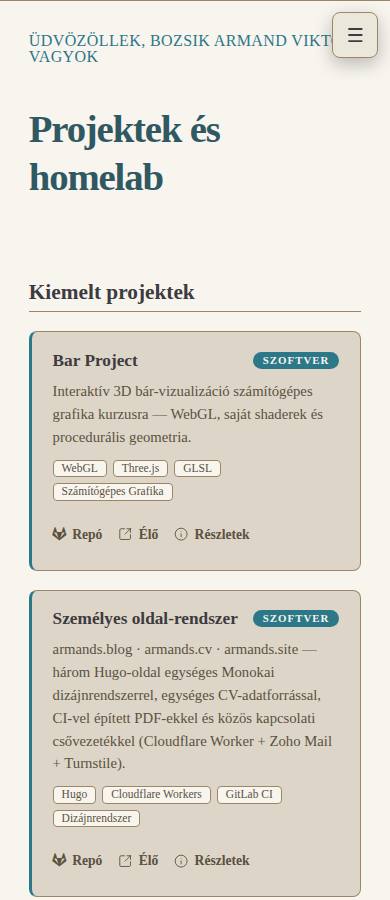 ÜDVÖZÖLLEK, BOZSIK ARMAND
VAGYOK
Projektek és
homelab
Kiemelt projektek
Bar Project
SZOFTVER
Interaktív 3D bár-vizualizáció számítógépes
grafika kurzusra — WebGL, saját shaderek és
procedurális geometria.
WebGL Three.js GLSL
Számítógépes Grafika
Repó Élő Részletek
Személyes oldal-rendszer
SZOFTVER
armands.blog · armands.cv · armands.site —
három Hugo-oldal egységes Monokai
dizájnrendszerrel, egységes CV-adatforrással,
CI-vel épített PDF-ekkel és közös kapcsolati
csővezetékkel (Cloudflare Worker + Zoho Mail
+ Turnstile).
Hugo Cloudflare Workers GitLab CI
Dizájnrendszer
Repó Élő Részletek